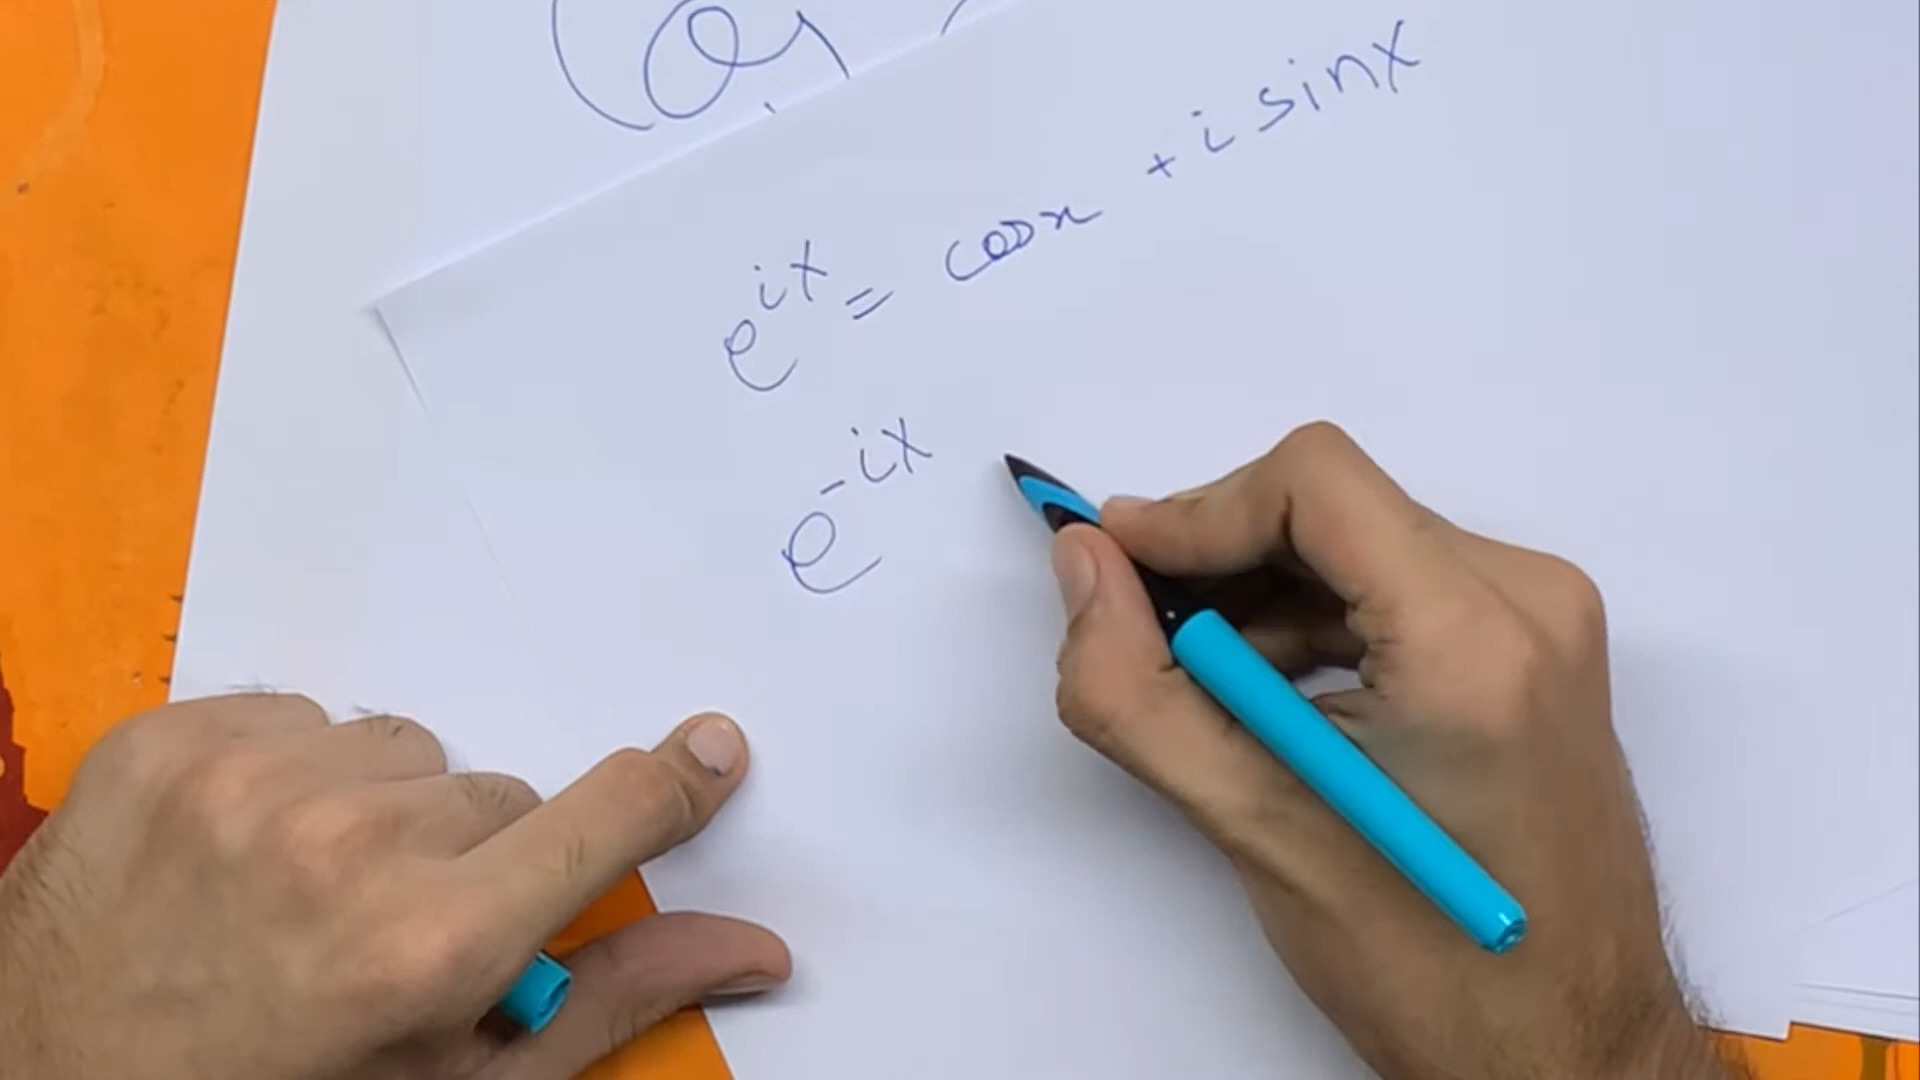 e^{ix} = cosx + i sinx
e^{-ix}